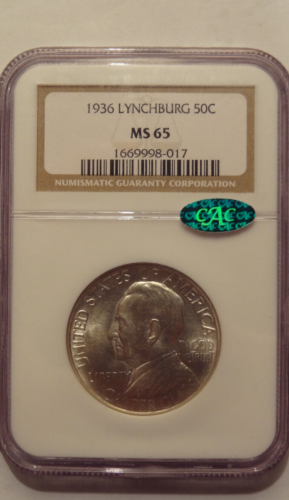 1936 LYNCHBURG 50C
MS 65
1669998-017
NUMISMATIC GUARANTY CORPORATION
CAC
UNITED STATES OF AMERICA
LIBERTY